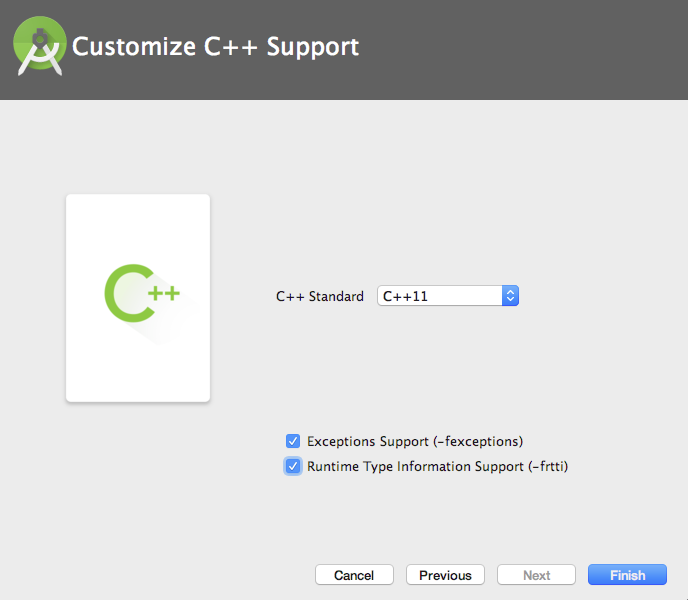 Customize C++ Support
C++
C++ Standard C++11
Exceptions Support (-fexceptions)
Runtime Type Information Support (-frtti)
Cancel Previous Next Finish